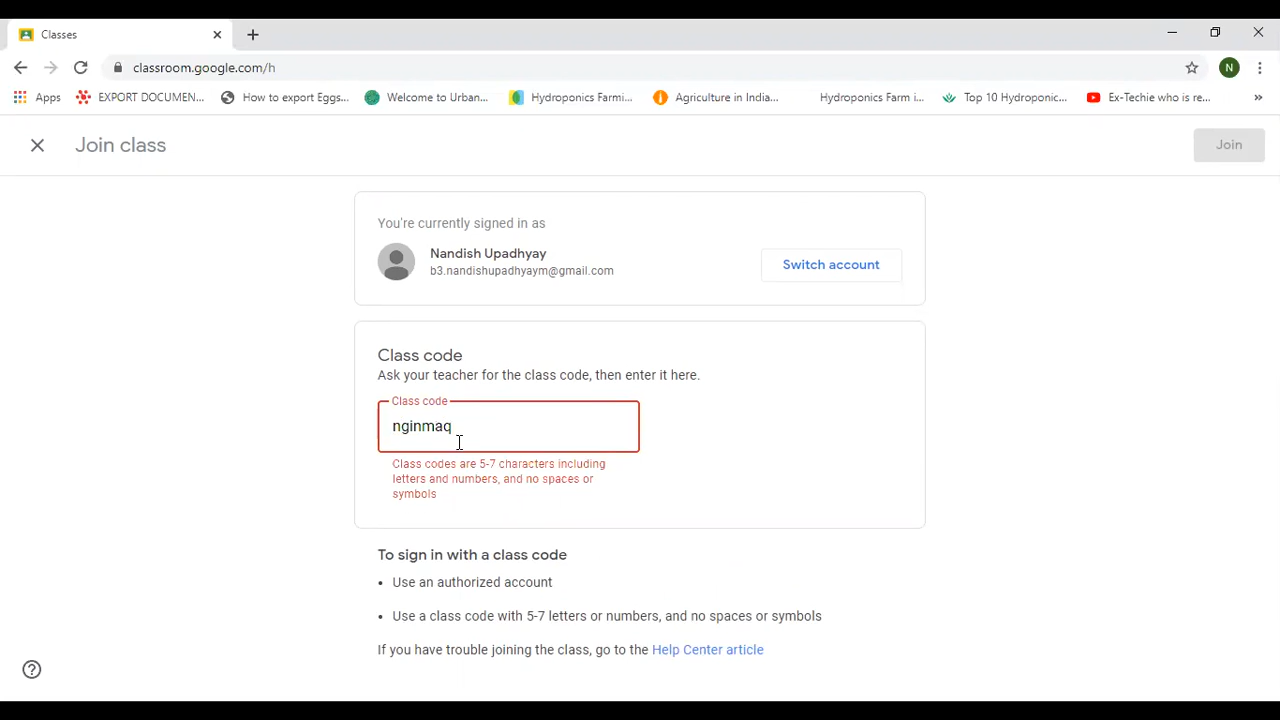 Classes
classroom.google.com/h
N
Apps
EXPORT DOCUMEN...
How to export Eggs...
Welcome to Urban...
Hydroponics Farmi...
Agriculture in India...
Hydroponics Farm i...
Top 10 Hydroponic...
Ex-Techie who is re...
»
Join class
Join
You're currently signed in as
Nandish Upadhyay
b3.nandishupadhyaym@gmail.com
Switch account
Class code
Ask your teacher for the class code, then enter it here.
Class code
nginmaq
Class codes are 5-7 characters including
letters and numbers, and no spaces or
symbols
To sign in with a class code
• Use an authorized account
• Use a class code with 5-7 letters or numbers, and no spaces or symbols
If you have trouble joining the class, go to the Help Center article